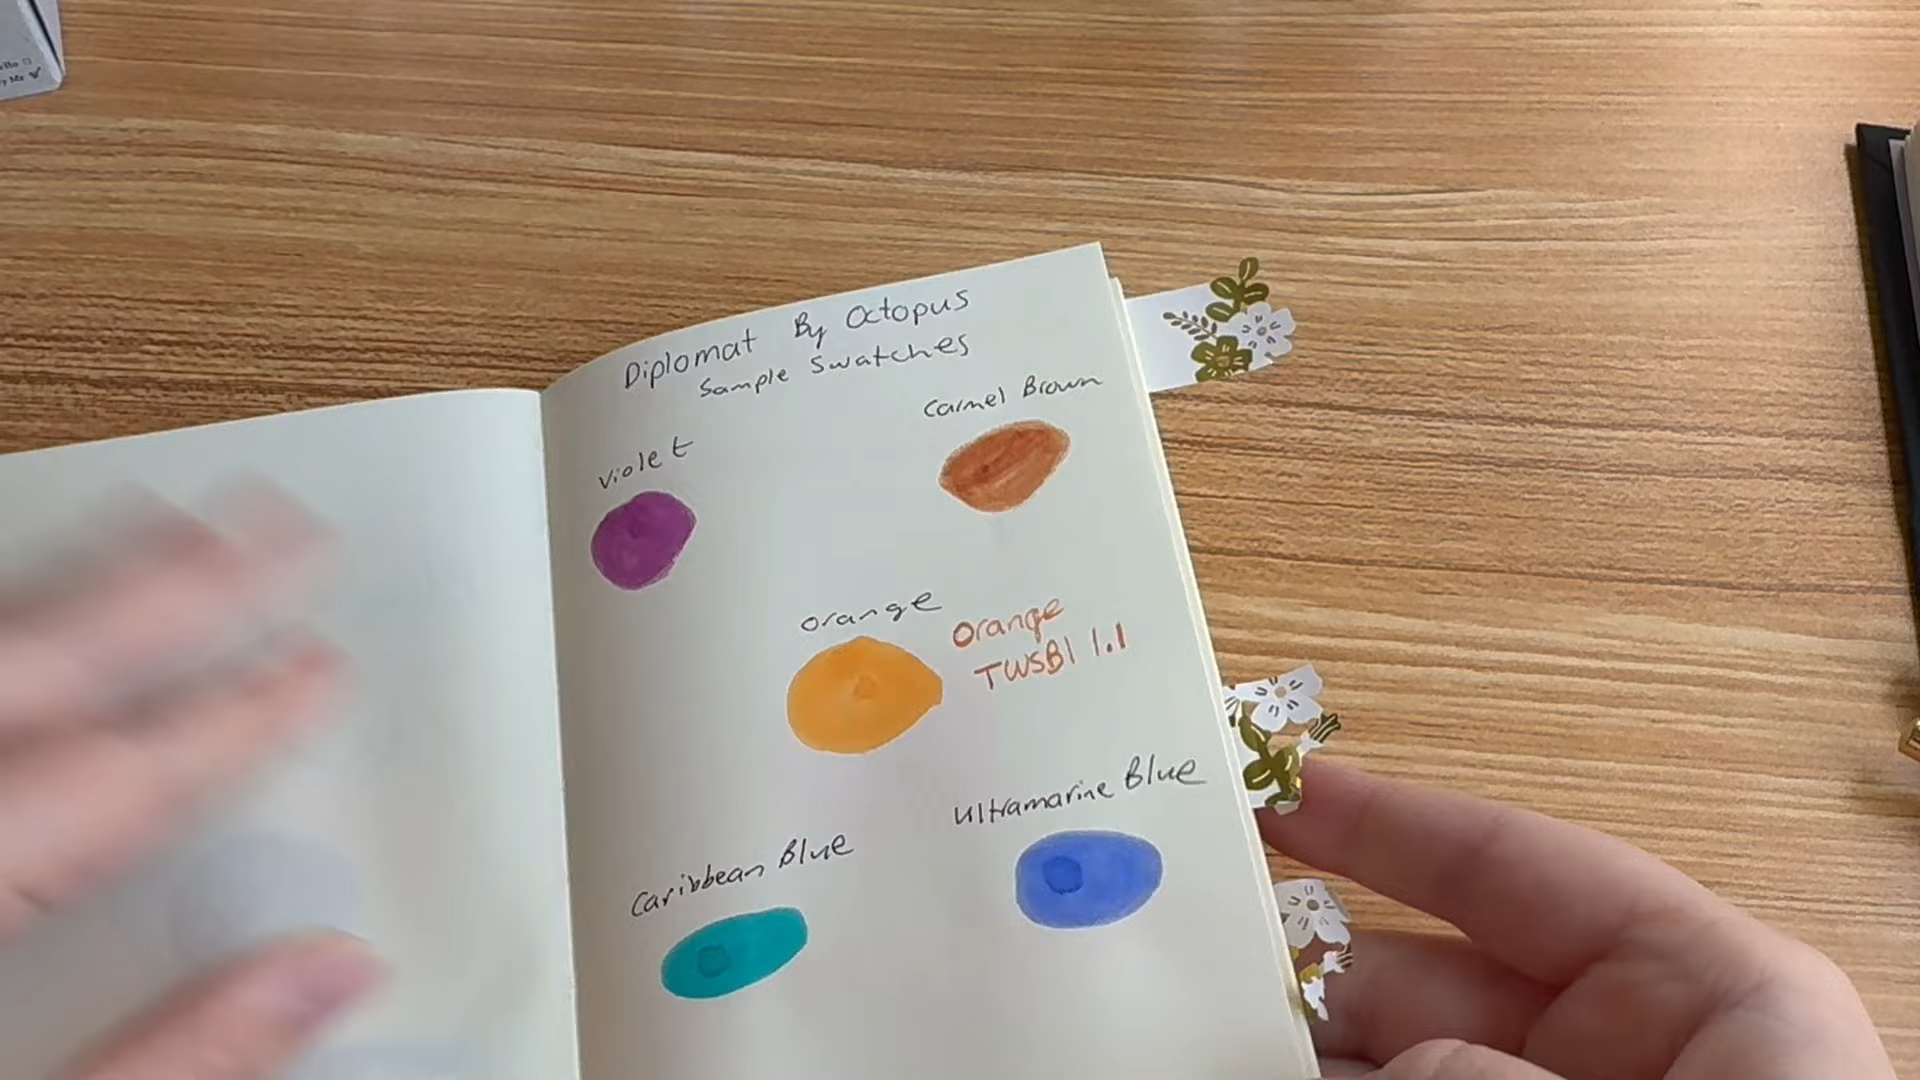 Diplomat By Octopus
Sample Swatches
Carmel Brown
Violet
Orange
Orange
TWSBI 1.1
Ultramarine Blue
Caribbean Blue